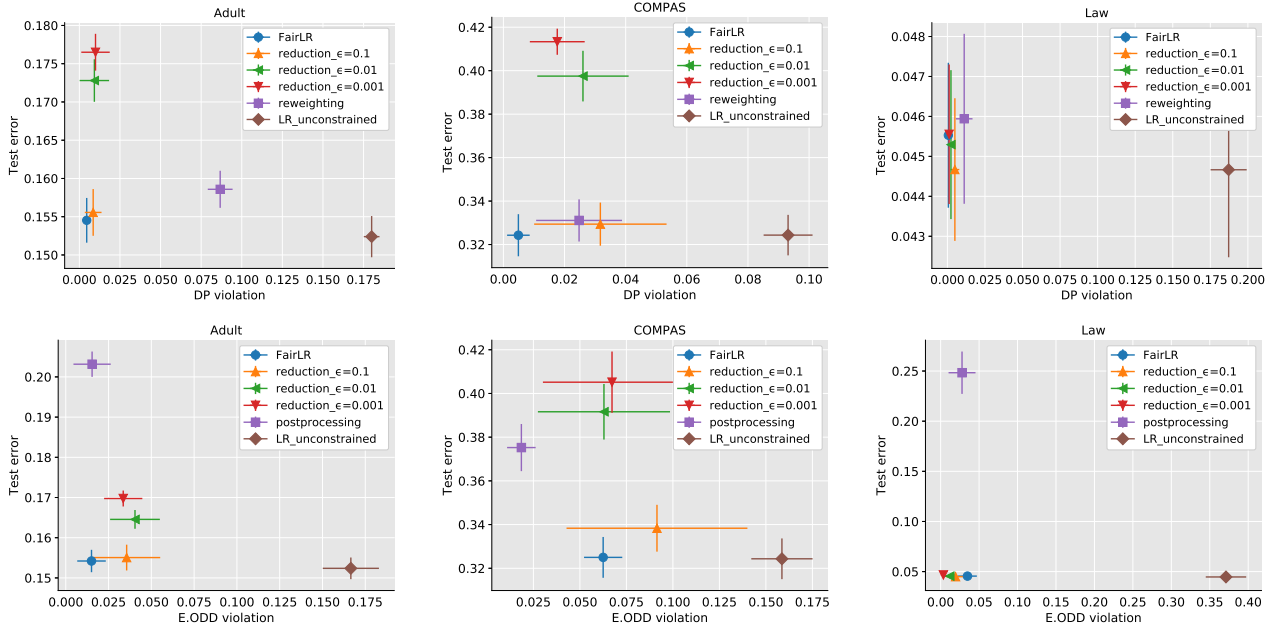 Adult
0.180
0.175
0.170
0.165
0.160
0.155
0.150
Test error
0.000 0.025 0.050 0.075 0.100 0.125 0.150 0.175
DP violation
FairLR
reduction_ϵ=0.1
reduction_ϵ=0.01
reduction_ϵ=0.001
reweighting
LR_unconstrained
COMPAS
0.42
0.40
0.38
0.36
0.34
0.32
Test error
0.00 0.02 0.04 0.06 0.08 0.10
DP violation
FairLR
reduction_ϵ=0.1
reduction_ϵ=0.01
reduction_ϵ=0.001
reweighting
LR_unconstrained
Law
0.048
0.047
0.046
0.045
0.044
0.043
Test error
0.000 0.025 0.050 0.075 0.100 0.125 0.150 0.175 0.200
DP violation
FairLR
reduction_ϵ=0.1
reduction_ϵ=0.01
reduction_ϵ=0.001
reweighting
LR_unconstrained
Adult
0.20
0.19
0.18
0.17
0.16
0.15
Test error
0.000 0.025 0.050 0.075 0.100 0.125 0.150 0.175
E.ODD violation
FairLR
reduction_ϵ=0.1
reduction_ϵ=0.01
reduction_ϵ=0.001
postprocessing
LR_unconstrained
COMPAS
0.42
0.40
0.38
0.36
0.34
0.32
Test error
0.025 0.050 0.075 0.100 0.125 0.150 0.175
E.ODD violation
FairLR
reduction_ϵ=0.1
reduction_ϵ=0.01
reduction_ϵ=0.001
postprocessing
LR_unconstrained
Law
0.25
0.20
0.15
0.10
0.05
Test error
0.00 0.05 0.10 0.15 0.20 0.25 0.30 0.35 0.40
E.ODD violation
FairLR
reduction_ϵ=0.1
reduction_ϵ=0.01
reduction_ϵ=0.001
postprocessing
LR_unconstrained